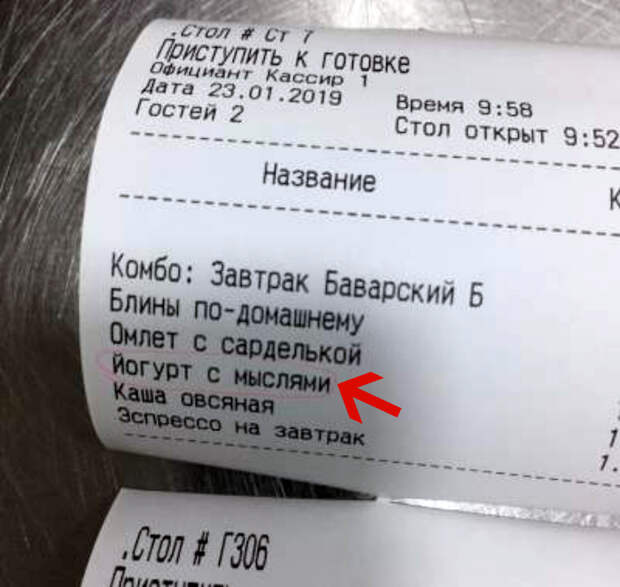 .Стол # Ст 7
Приступить к готовке
Официант Кассир 1
Дата 23.01.2019 Время 9:58
Гостей 2 Стол открыт 9:52
Название
Комбо: Завтрак Баварский Б
Блины по-домашнему
Омлет с сарделькой
Йогурт с мыслями
Каша овсяная
Эспрессо на завтрак
.Стол # Г306